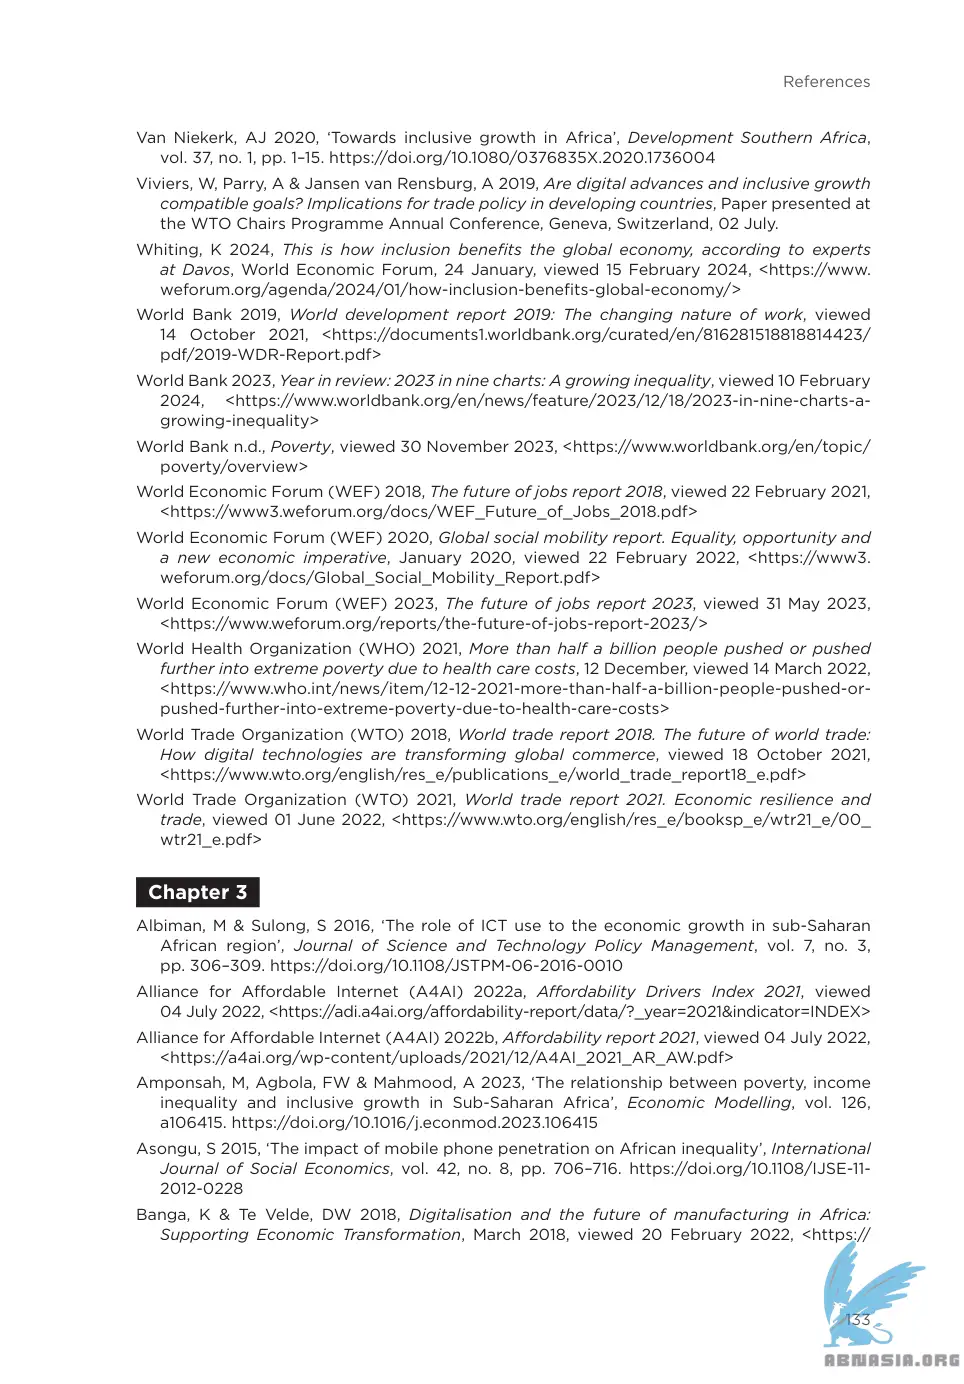 References
Van Niekerk, AJ 2020, ‘Towards inclusive growth in Africa’, Development Southern Africa,
vol. 37, no. 1, pp. 1–15. https://doi.org/10.1080/0376835X.2020.1736004
Viviers, W, Parry, A & Jansen van Rensburg, A 2019, Are digital advances and inclusive growth
compatible goals? Implications for trade policy in developing countries, Paper presented at
the WTO Chairs Programme Annual Conference, Geneva, Switzerland, 02 July.
Whiting, K 2024, This is how inclusion benefits the global economy, according to experts
at Davos, World Economic Forum, 24 January, viewed 15 February 2024, <https://www.
weforum.org/agenda/2024/01/how-inclusion-benefits-global-economy/>
World Bank 2019, World development report 2019: The changing nature of work, viewed
14 October 2021, <https://documents1.worldbank.org/curated/en/816281518818814423/
pdf/2019-WDR-Report.pdf>
World Bank 2023, Year in review: 2023 in nine charts: A growing inequality, viewed 10 February
2024, <https://www.worldbank.org/en/news/feature/2023/12/18/2023-in-nine-charts-a-
growing-inequality>
World Bank n.d., Poverty, viewed 30 November 2023, <https://www.worldbank.org/en/topic/
poverty/overview>
World Economic Forum (WEF) 2018, The future of jobs report 2018, viewed 22 February 2021,
<https://www3.weforum.org/docs/WEF_Future_of_Jobs_2018.pdf>
World Economic Forum (WEF) 2020, Global social mobility report. Equality, opportunity and
a new economic imperative, January 2020, viewed 22 February 2022, <https://www3.
weforum.org/docs/Global_Social_Mobility_Report.pdf>
World Economic Forum (WEF) 2023, The future of jobs report 2023, viewed 31 May 2023,
<https://www.weforum.org/reports/the-future-of-jobs-report-2023/>
World Health Organization (WHO) 2021, More than half a billion people pushed or pushed
further into extreme poverty due to health care costs, 12 December, viewed 14 March 2022,
<https://www.who.int/news/item/12-12-2021-more-than-half-a-billion-people-pushed-or-
pushed-further-into-extreme-poverty-due-to-health-care-costs>
World Trade Organization (WTO) 2018, World trade report 2018. The future of world trade:
How digital technologies are transforming global commerce, viewed 18 October 2021,
<https://www.wto.org/english/res_e/publications_e/world_trade_report18_e.pdf>
World Trade Organization (WTO) 2021, World trade report 2021. Economic resilience and
trade, viewed 01 June 2022, <https://www.wto.org/english/res_e/booksp_e/wtr21_e/00_
wtr21_e.pdf>
Chapter 3
Albiman, M & Sulong, S 2016, ‘The role of ICT use to the economic growth in sub-Saharan
African region’, Journal of Science and Technology Policy Management, vol. 7, no. 3,
pp. 306–309. https://doi.org/10.1108/JSTPM-06-2016-0010
Alliance for Affordable Internet (A4AI) 2022a, Affordability Drivers Index 2021, viewed
04 July 2022, <https://adi.a4ai.org/affordability-report/data/?_year=2021&indicator=INDEX>
Alliance for Affordable Internet (A4AI) 2022b, Affordability report 2021, viewed 04 July 2022,
<https://a4ai.org/wp-content/uploads/2021/12/A4AI_2021_AR_AW.pdf>
Amponsah, M, Agbola, FW & Mahmood, A 2023, ‘The relationship between poverty, income
inequality and inclusive growth in Sub-Saharan Africa’, Economic Modelling, vol. 126,
a106415. https://doi.org/10.1016/j.econmod.2023.106415
Asongu, S 2015, ‘The impact of mobile phone penetration on African inequality’, International
Journal of Social Economics, vol. 42, no. 8, pp. 706–716. https://doi.org/10.1108/IJSE-11-
2012-0228
Banga, K & Te Velde, DW 2018, Digitalisation and the future of manufacturing in Africa:
Supporting Economic Transformation, March 2018, viewed 20 February 2022, <https://
133
ABNASIA.ORG